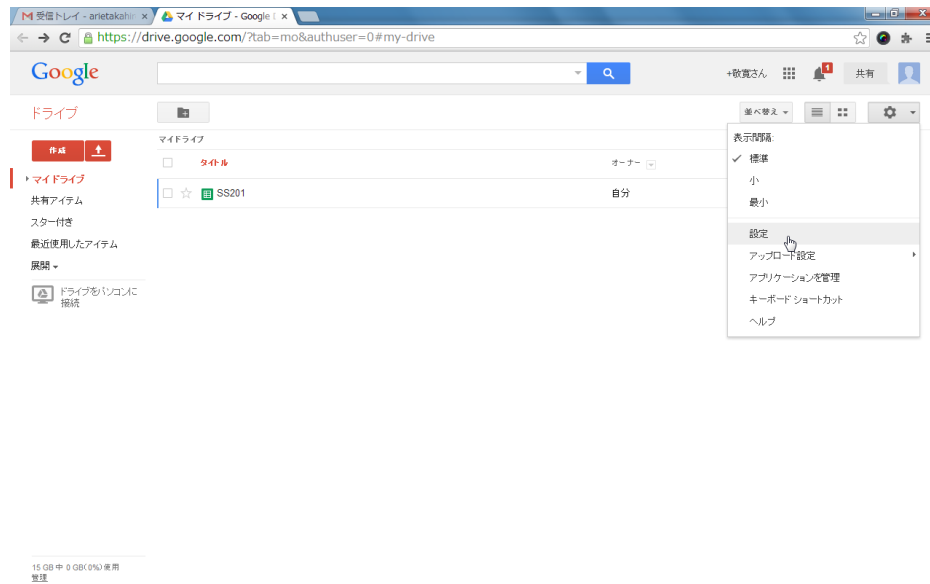 受信トレイ - arietakahir
マイ ドライブ - Google D
https://drive.google.com/?tab=mo&authuser=0#my-drive
Google
+敬寛さん
1
共有
ドライブ
並べ替え
作成
マイドライブ
共有アイテム
スター付き
最近使用したアイテム
展開
ドライブをパソコンに
接続
マイドライブ
タイトル
オーナー
SS201
自分
表示間隔:
標準
小
最小
設定
アップロード設定
アプリケーションを管理
キーボード ショートカット
ヘルプ
15 GB 中 0 GB(0%)使用
管理